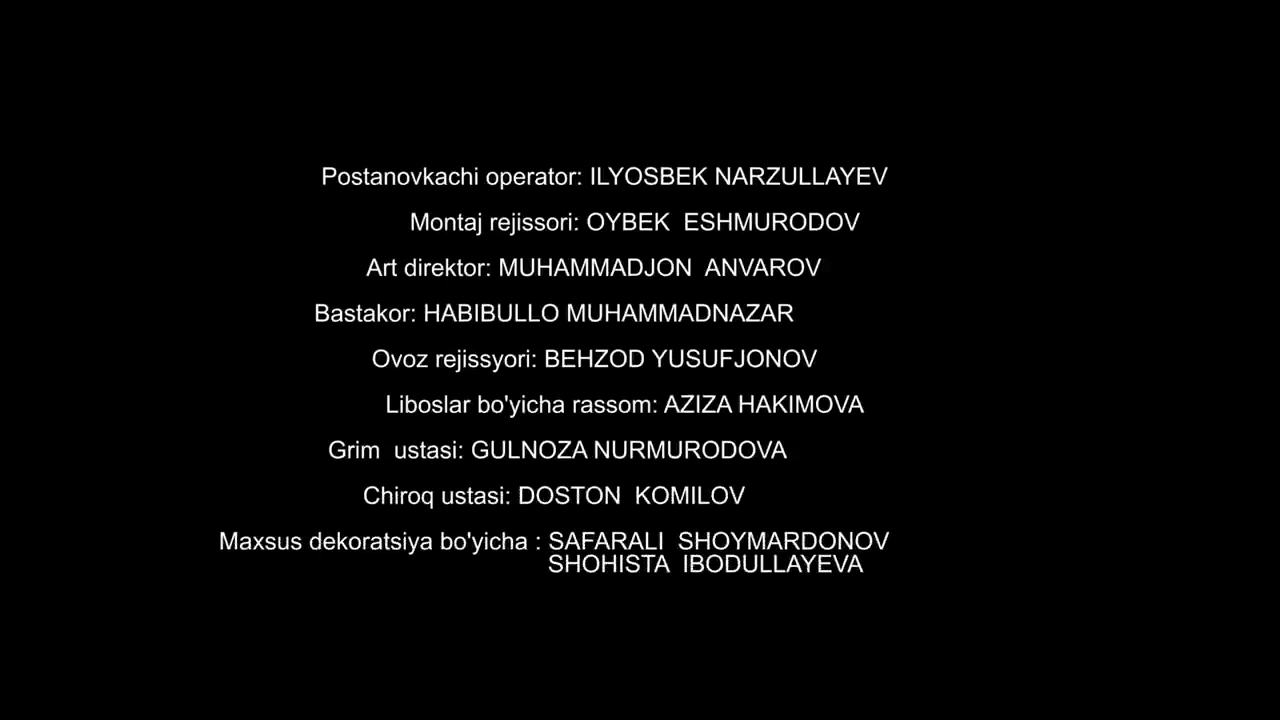 Postanovkachi operator: ILYOSBEK NARZULLAYEV
Montaj rejissori: OYBEK  ESHMURODOV
Art direktor: MUHAMMADJON  ANVAROV
Bastakor: HABIBULLO MUHAMMADNAZAR
Ovoz rejissyori: BEHZOD YUSUFJONOV
Liboslar bo'yicha rassom: AZIZA HAKIMOVA
Grim  ustasi: GULNOZA NURMURODOVA
Chiroq ustasi: DOSTON  KOMILOV
Maxsus dekoratsiya bo'yicha : SAFARALI  SHOYMARDONOV
SHOHISTA  IBODULLAYEVA